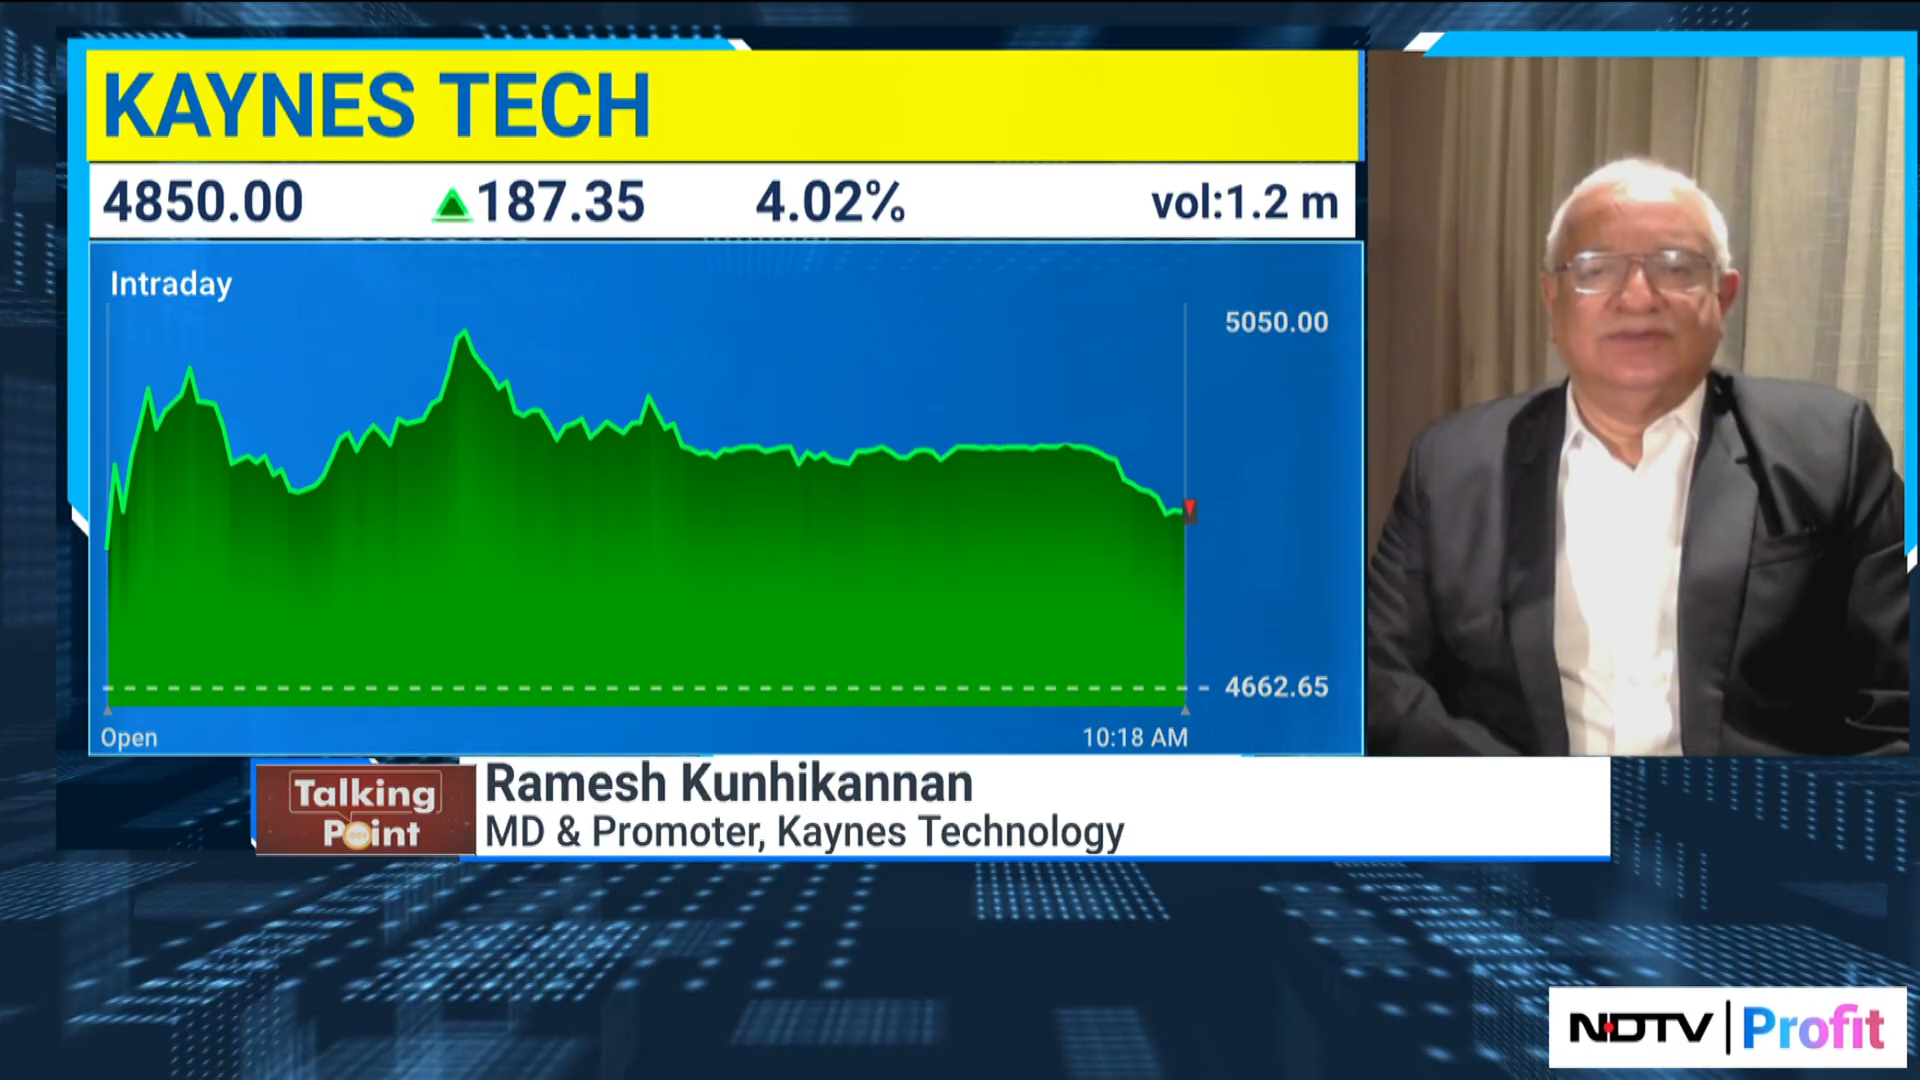 KAYNES TECH
4850.00 187.35 4.02% vol:1.2 m
Intraday
5050.00
4662.65
Open 10:18 AM
Talking
Point
Ramesh Kunhikannan
MD & Promoter, Kaynes Technology
NDTV Profit